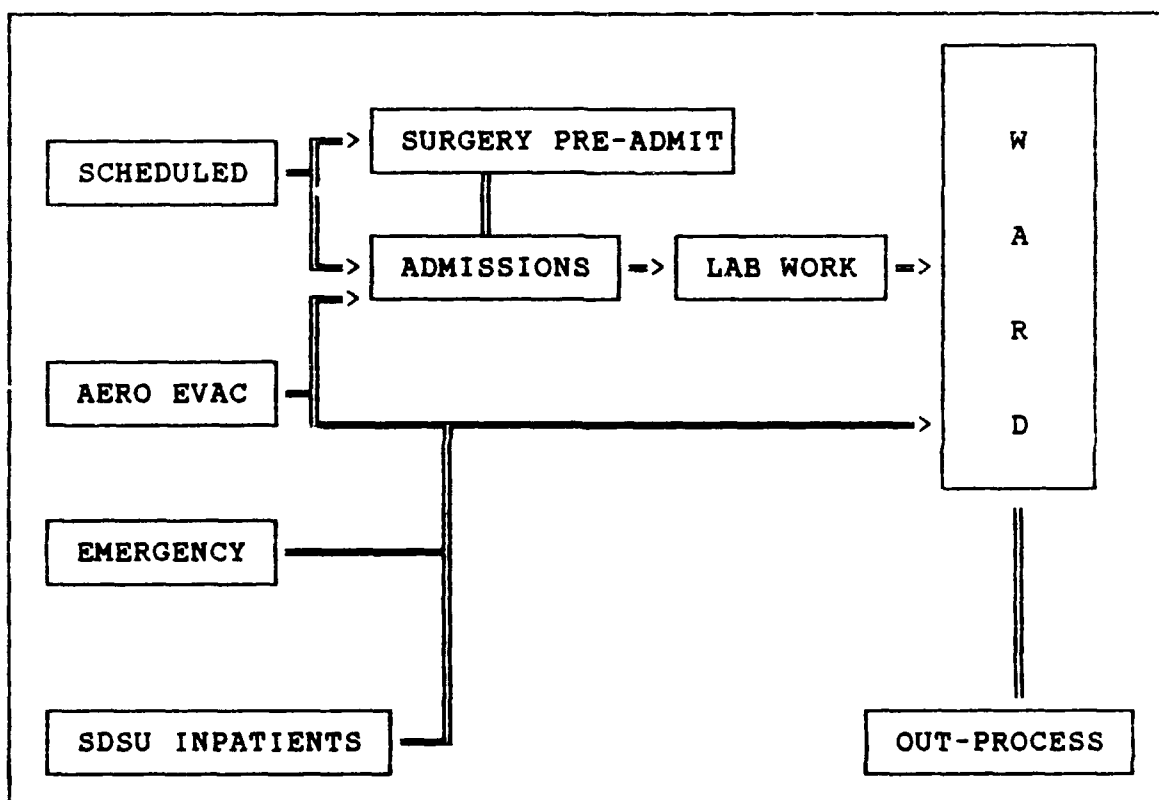 SURGERY PRE-ADMIT
SCHEDULED
ADMISSIONS
LAB WORK
W
A
R
D
AERO EVAC
EMERGENCY
SDSU INPATIENTS
OUT-PROCESS